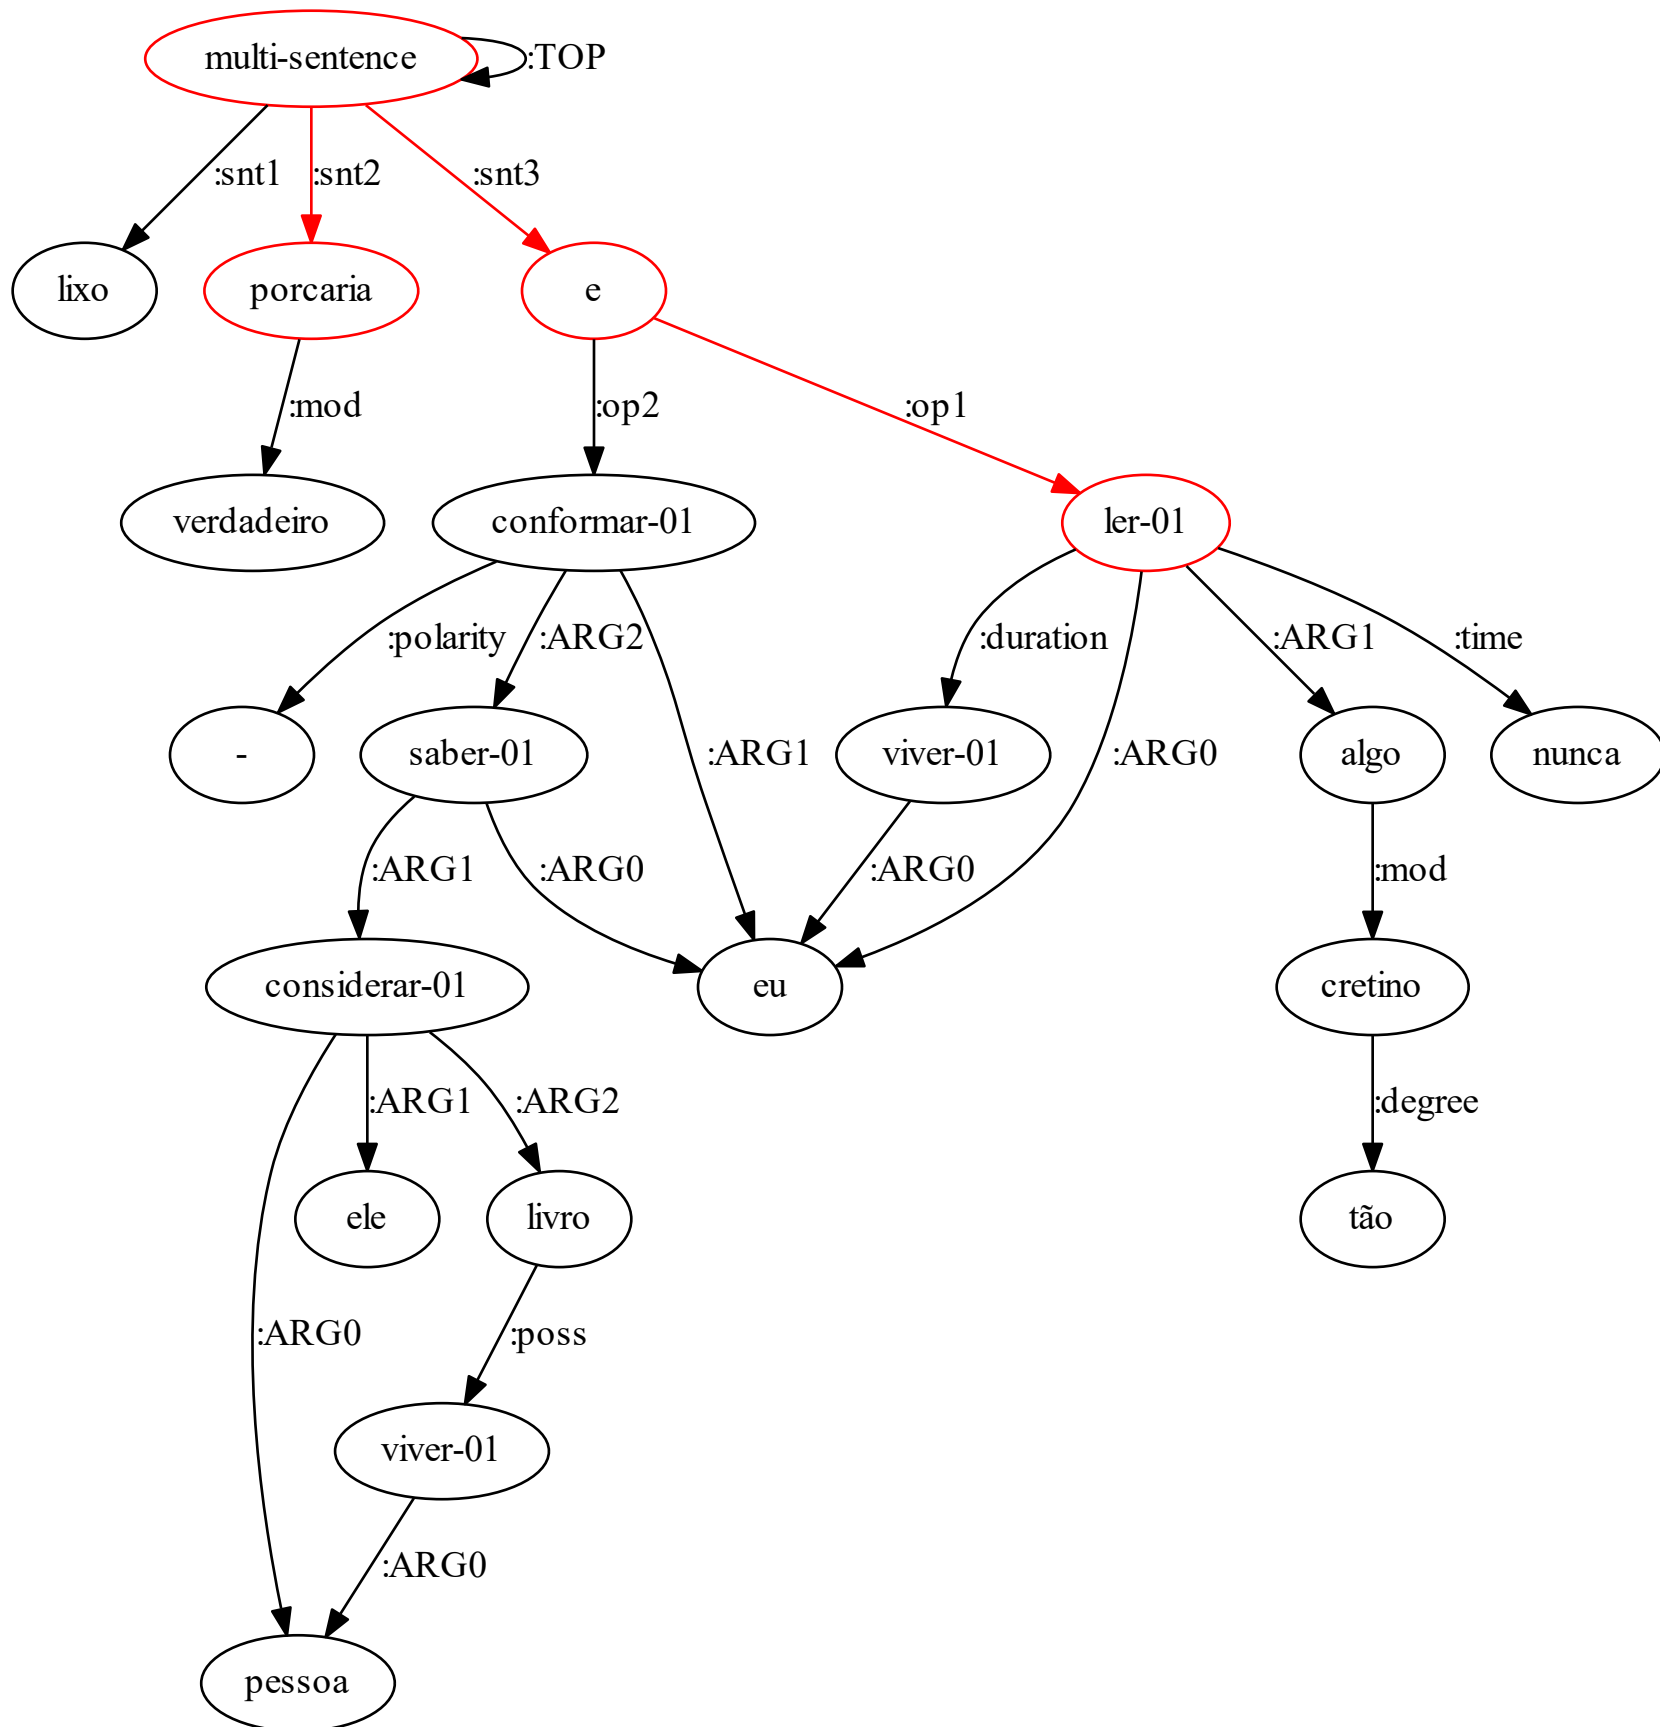 multi-sentence :TOP
:snt1 :snt2 :snt3
lixo porcaria e
:mod :op2 :op1
verdadeiro conformar-01 ler-01
:polarity :ARG2 :duration :ARG1 :time
- saber-01 :ARG1 viver-01 :ARG0 algo nunca
:ARG1 :ARG0 :ARG0 :mod
considerar-01 eu cretino
:ARG1 :ARG2 :degree
ele livro tão
:ARG0 :poss
viver-01
:ARG0
pessoa